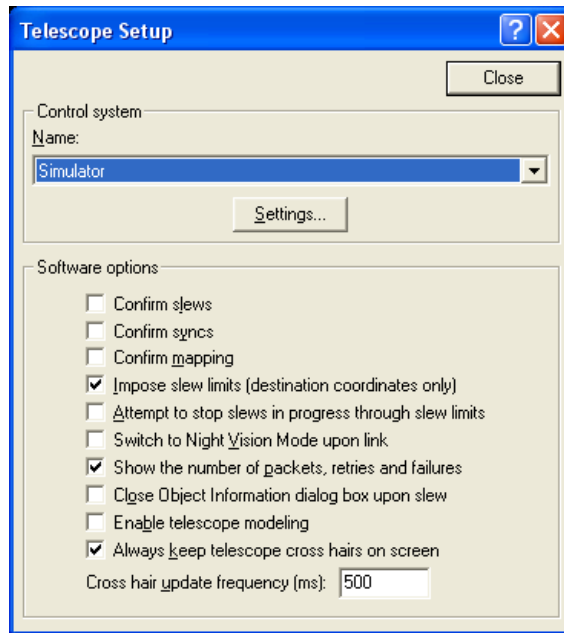 Telescope Setup
Close
Control system
Name:
Simulator
Settings...
Software options
Confirm slews
Confirm syncs
Confirm mapping
Impose slew limits (destination coordinates only)
Attempt to stop slews in progress through slew limits
Switch to Night Vision Mode upon link
Show the number of packets, retries and failures
Close Object Information dialog box upon slew
Enable telescope modeling
Always keep telescope cross hairs on screen
Cross hair update frequency (ms): 500